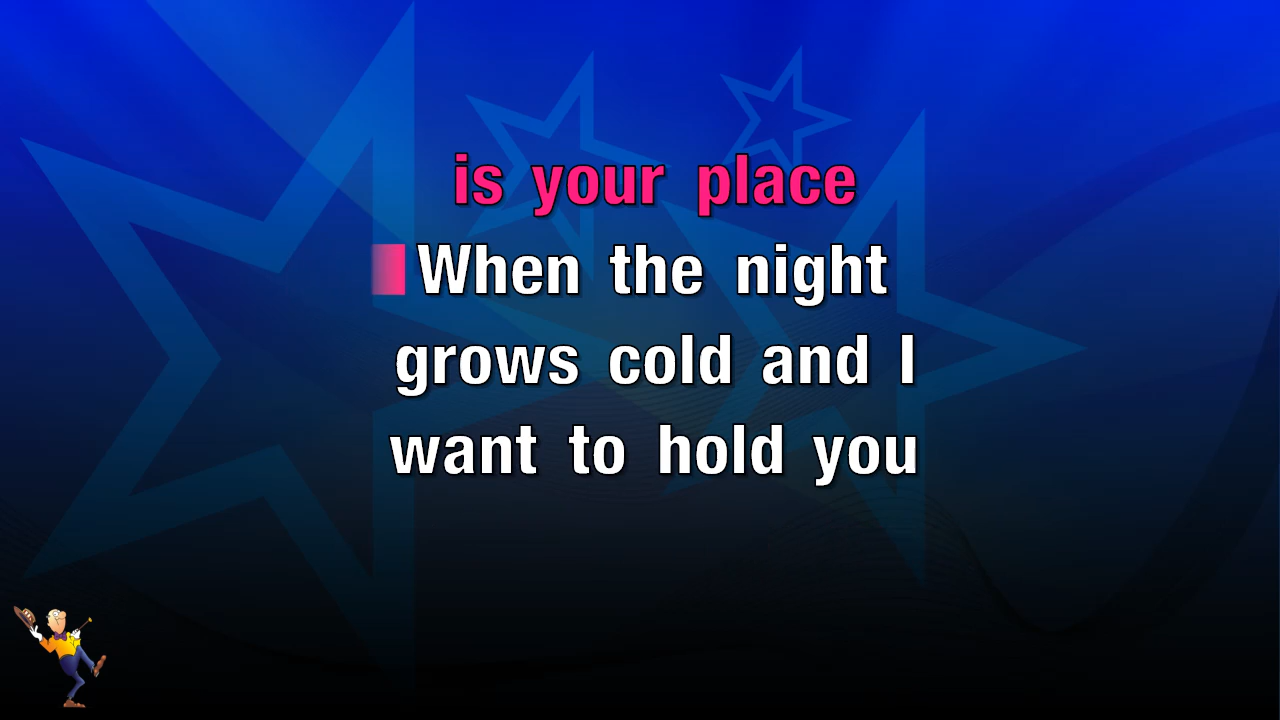 is your place
When the night
grows cold and I
want to hold you